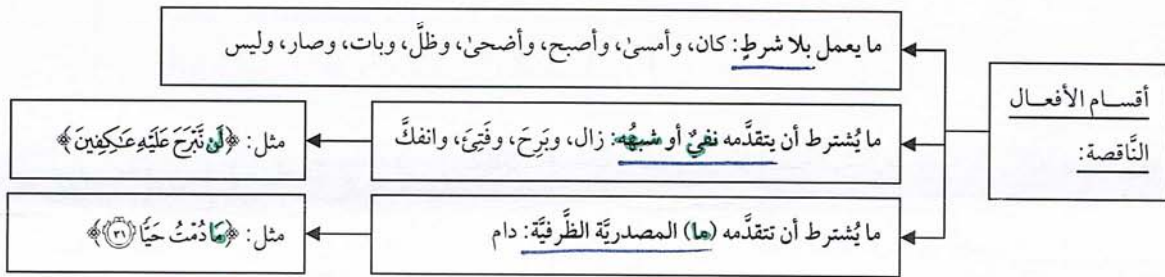 أقسام الأفعال
النَّاقصة:
ما يعمل بلا شرطٍ: كان، وأمسىٰ، وأصبح، وأضحىٰ، وظلَّ، وبات، وصار، وليس
ما يُشترط أن يتقدَّمه نفيٌ أو شبهُه: زال، وبَرِحَ، وفَتِئَ، وانفكَّ
مثل: ﴿لَن نَّبْرَحَ عَلَيْهِ عَٰكِفِينَ﴾
ما يُشترط أن تتقدَّمه (ما) المصدريَّة الظَّرفيَّة: دام
مثل: ﴿مَا دُمْتُ حَيًّا ٣١﴾